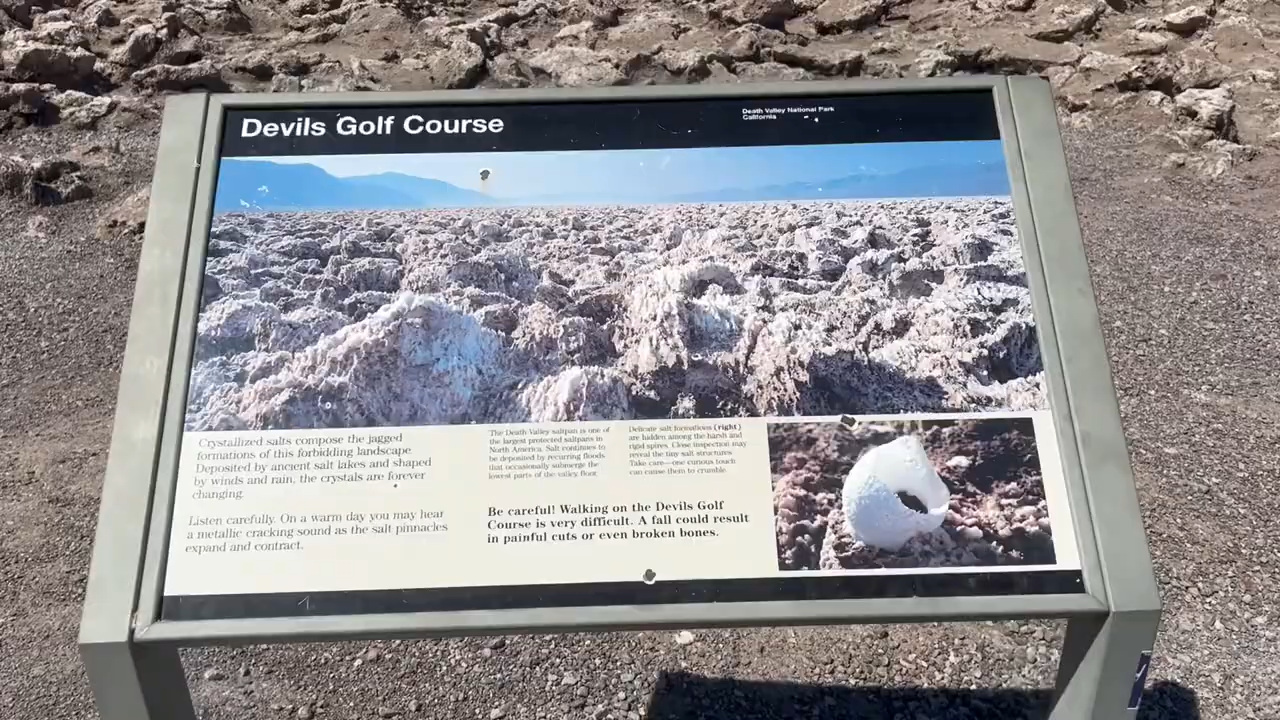 Devils Golf Course
Death Valley National Park
California
Crystallized salts compose the jagged
formations of this forbidding landscape.
Deposited by ancient salt lakes and shaped
by winds and rain, the crystals are forever
changing.
Listen carefully. On a warm day you may hear
a metallic cracking sound as the salt pinnacles
expand and contract.
The Death Valley saltpan is one of
the largest protected saltpans in
North America. Salt continues to
be deposited by recurring floods
that occasionally submerge the
lowest parts of the valley floor.
Delicate salt formations (right)
are hidden among the harsh and
rigid spires. Close inspection may
reveal the tiny salt structures.
Take care—one curious touch
can cause them to crumble.
Be careful! Walking on the Devils Golf
Course is very difficult. A fall could result
in painful cuts or even broken bones.